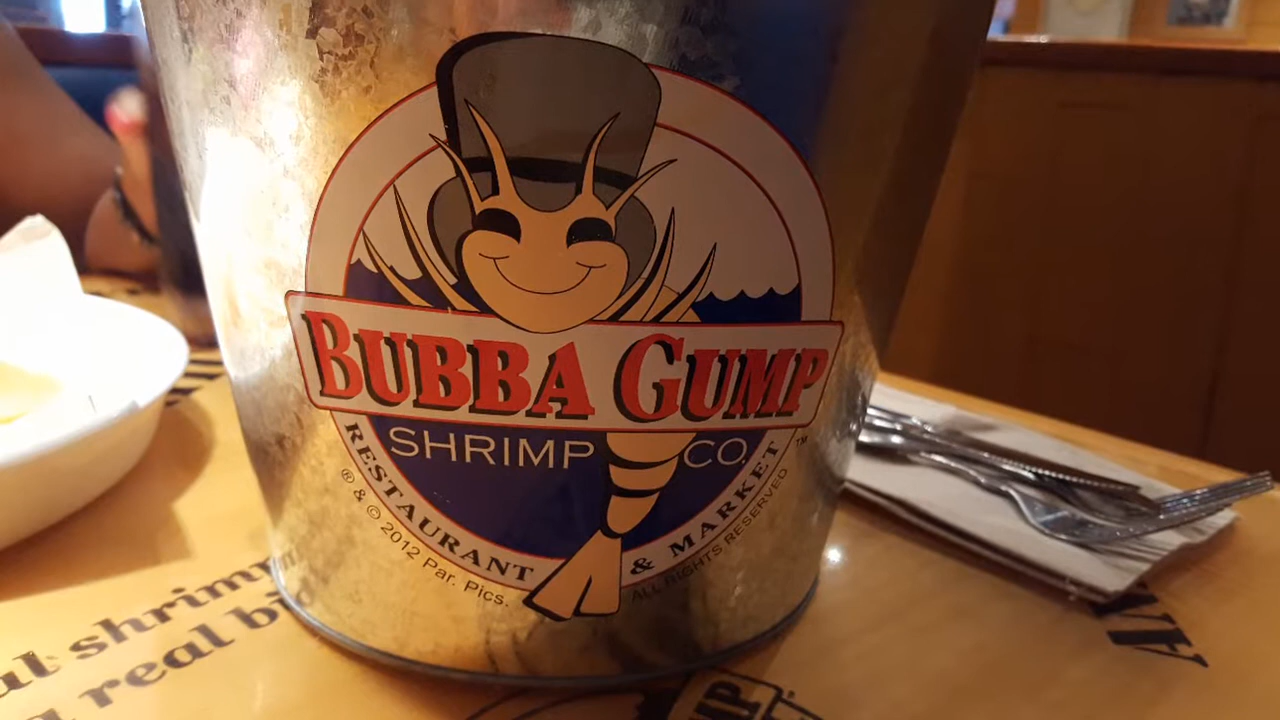 BUBBA GUMP
SHRIMP CO.
RESTAURANT & MARKET ™
® & © 2012 Par. Pics.
ALL RIGHTS RESERVED
shrimp
real